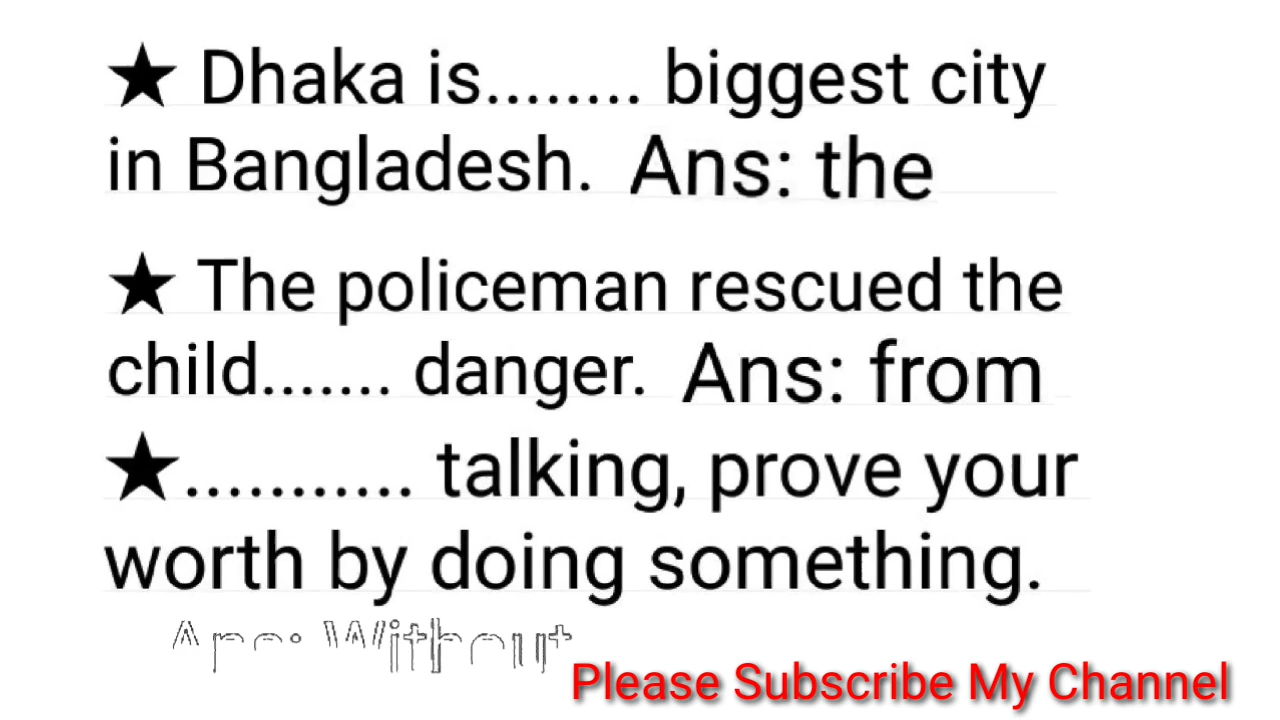 ★ Dhaka is........ biggest city
in Bangladesh. Ans: the
★ The policeman rescued the
child....... danger. Ans: from
★........... talking, prove your
worth by doing something.
Ans: Without
Please Subscribe My Channel